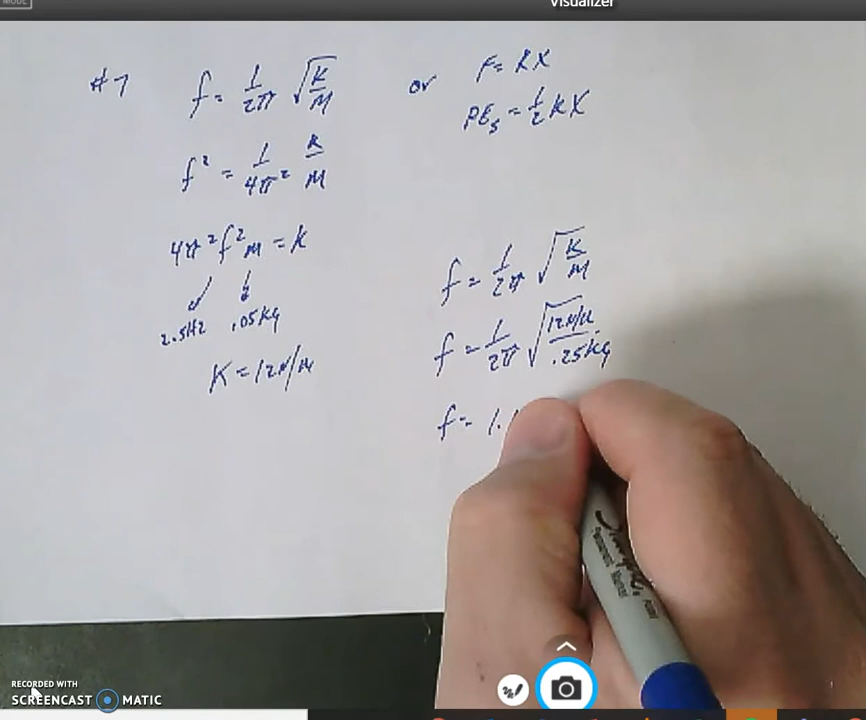 Visualizer
#7
f = 1/2π √K/M
or
F = kX
PEs = 1/2 KX
f² = 1/4π² K/M
4π²f²m = K
2.5Hz .05Kg
K = 12N/M
f = 1/2π √K/M
f = 1/2π √12N/M/.25Kg
f = 1.1
RECORDED WITH
SCREENCAST MATIC